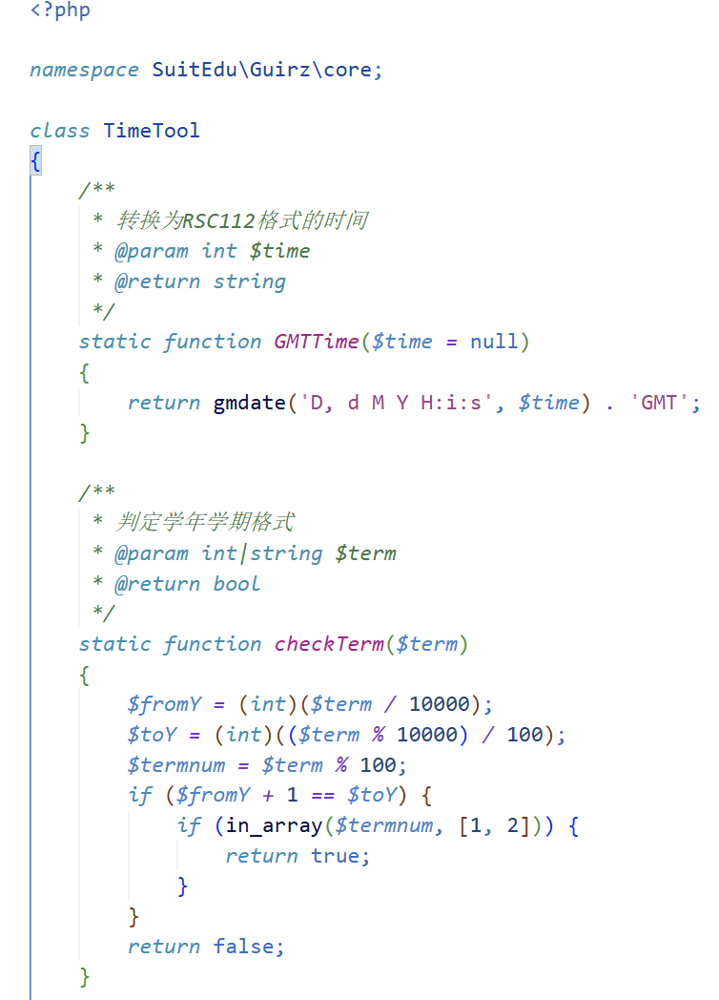 <?php
namespace SuitEdu\Guirz\core;
class TimeTool
{
/**
* 转换为RSC112格式的时间
* @param int $time
* @return string
*/
static function GMTTime($time = null)
{
return gmdate('D, d M Y H:i:s', $time) . 'GMT';
}
/**
* 判定学年学期格式
* @param int|string $term
* @return bool
*/
static function checkTerm($term)
{
$fromY = (int)($term / 10000);
$toY = (int)(($term % 10000) / 100);
$termnum = $term % 100;
if ($fromY + 1 == $toY) {
if (in_array($termnum, [1, 2])) {
return true;
}
}
return false;
}